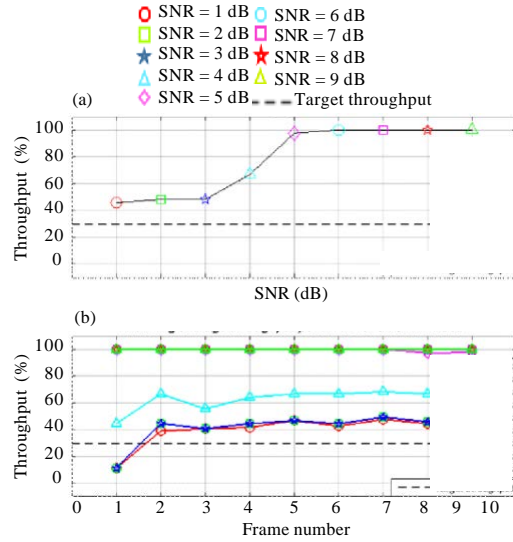 SNR = 1 dB
SNR = 2 dB
SNR = 3 dB
SNR = 4 dB
SNR = 5 dB
SNR = 6 dB
SNR = 7 dB
SNR = 8 dB
SNR = 9 dB
Target throughput
(a)
Throughput (%)
100
80
60
40
20
0
SNR (dB)
(b)
Throughput (%)
100
80
60
40
20
0
0 1 2 3 4 5 6 7 8 9 10
Frame number